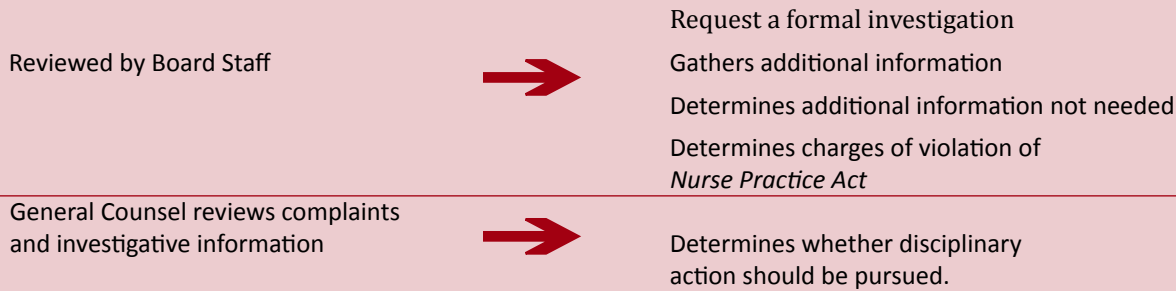 Reviewed by Board Staff
Request a formal investigation
Gathers additional information
Determines additional information not needed
Determines charges of violation of
Nurse Practice Act
General Counsel reviews complaints
and investigative information
Determines whether disciplinary
action should be pursued.